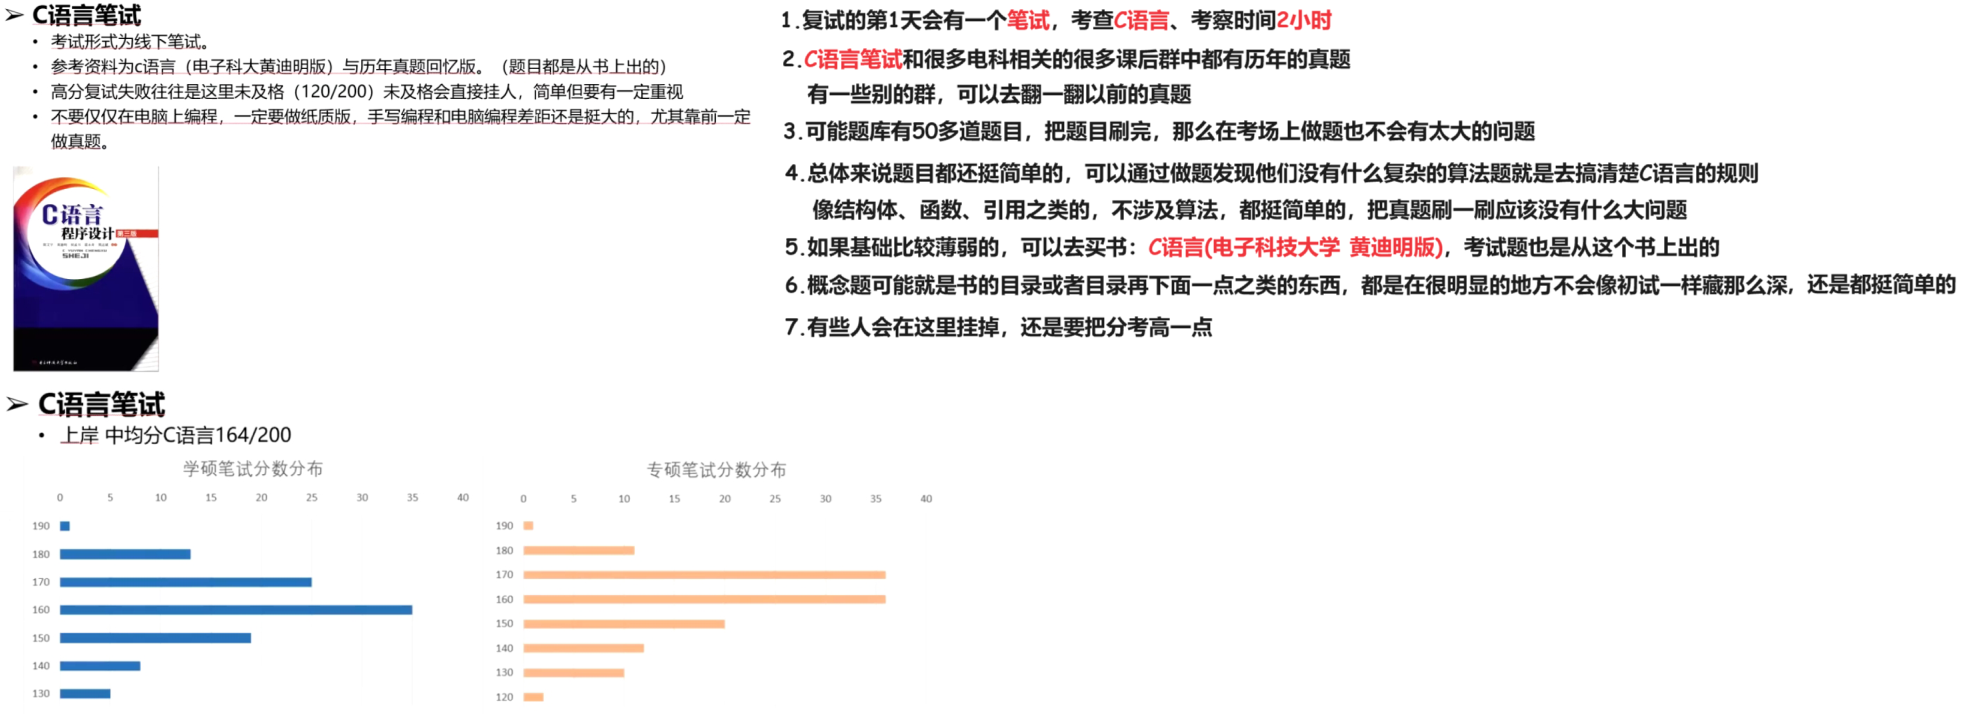 ➢ C语言笔试
• 考试形式为线下笔试。
• 参考资料为c语言（电子科大黄迪明版）与历年真题回忆版。（题目都是从书上出的）
• 高分复试失败往往是这里未及格（120/200）未及格会直接挂人，简单但要有一定重视
• 不要仅仅在电脑上编程，一定要做纸质版，手写编程和电脑编程差距还是挺大的，尤其靠前一定
做真题。
C语言
程序设计
第三版
SHEJI
➢ C语言笔试
• 上岸 中均分C语言164/200
学硕笔试分数分布
0 5 10 15 20 25 30 35 40
190
180
170
160
150
140
130
专硕笔试分数分布
0 5 10 15 20 25 30 35 40
190
180
170
160
150
140
130
120
1.复试的第1天会有一个笔试，考查C语言、考察时间2小时
2.C语言笔试和很多电科相关的很多课后群中都有历年的真题
有一些别的群，可以去翻一翻以前的真题
3.可能题库有50多道题目，把题目刷完，那么在考场上做题也不会有太大的问题
4.总体来说题目都还挺简单的，可以通过做题发现他们没有什么复杂的算法题就是去搞清楚C语言的规则
像结构体、函数、引用之类的，不涉及算法，都挺简单的，把真题刷一刷应该没有什么大问题
5.如果基础比较薄弱的，可以去买书：C语言(电子科技大学 黄迪明版)，考试题也是从这个书上出的
6.概念题可能就是书的目录或者目录再下面一点之类的东西，都是在很明显的地方不会像初试一样藏那么深，还是都挺简单的
7.有些人会在这里挂掉，还是要把分考高一点